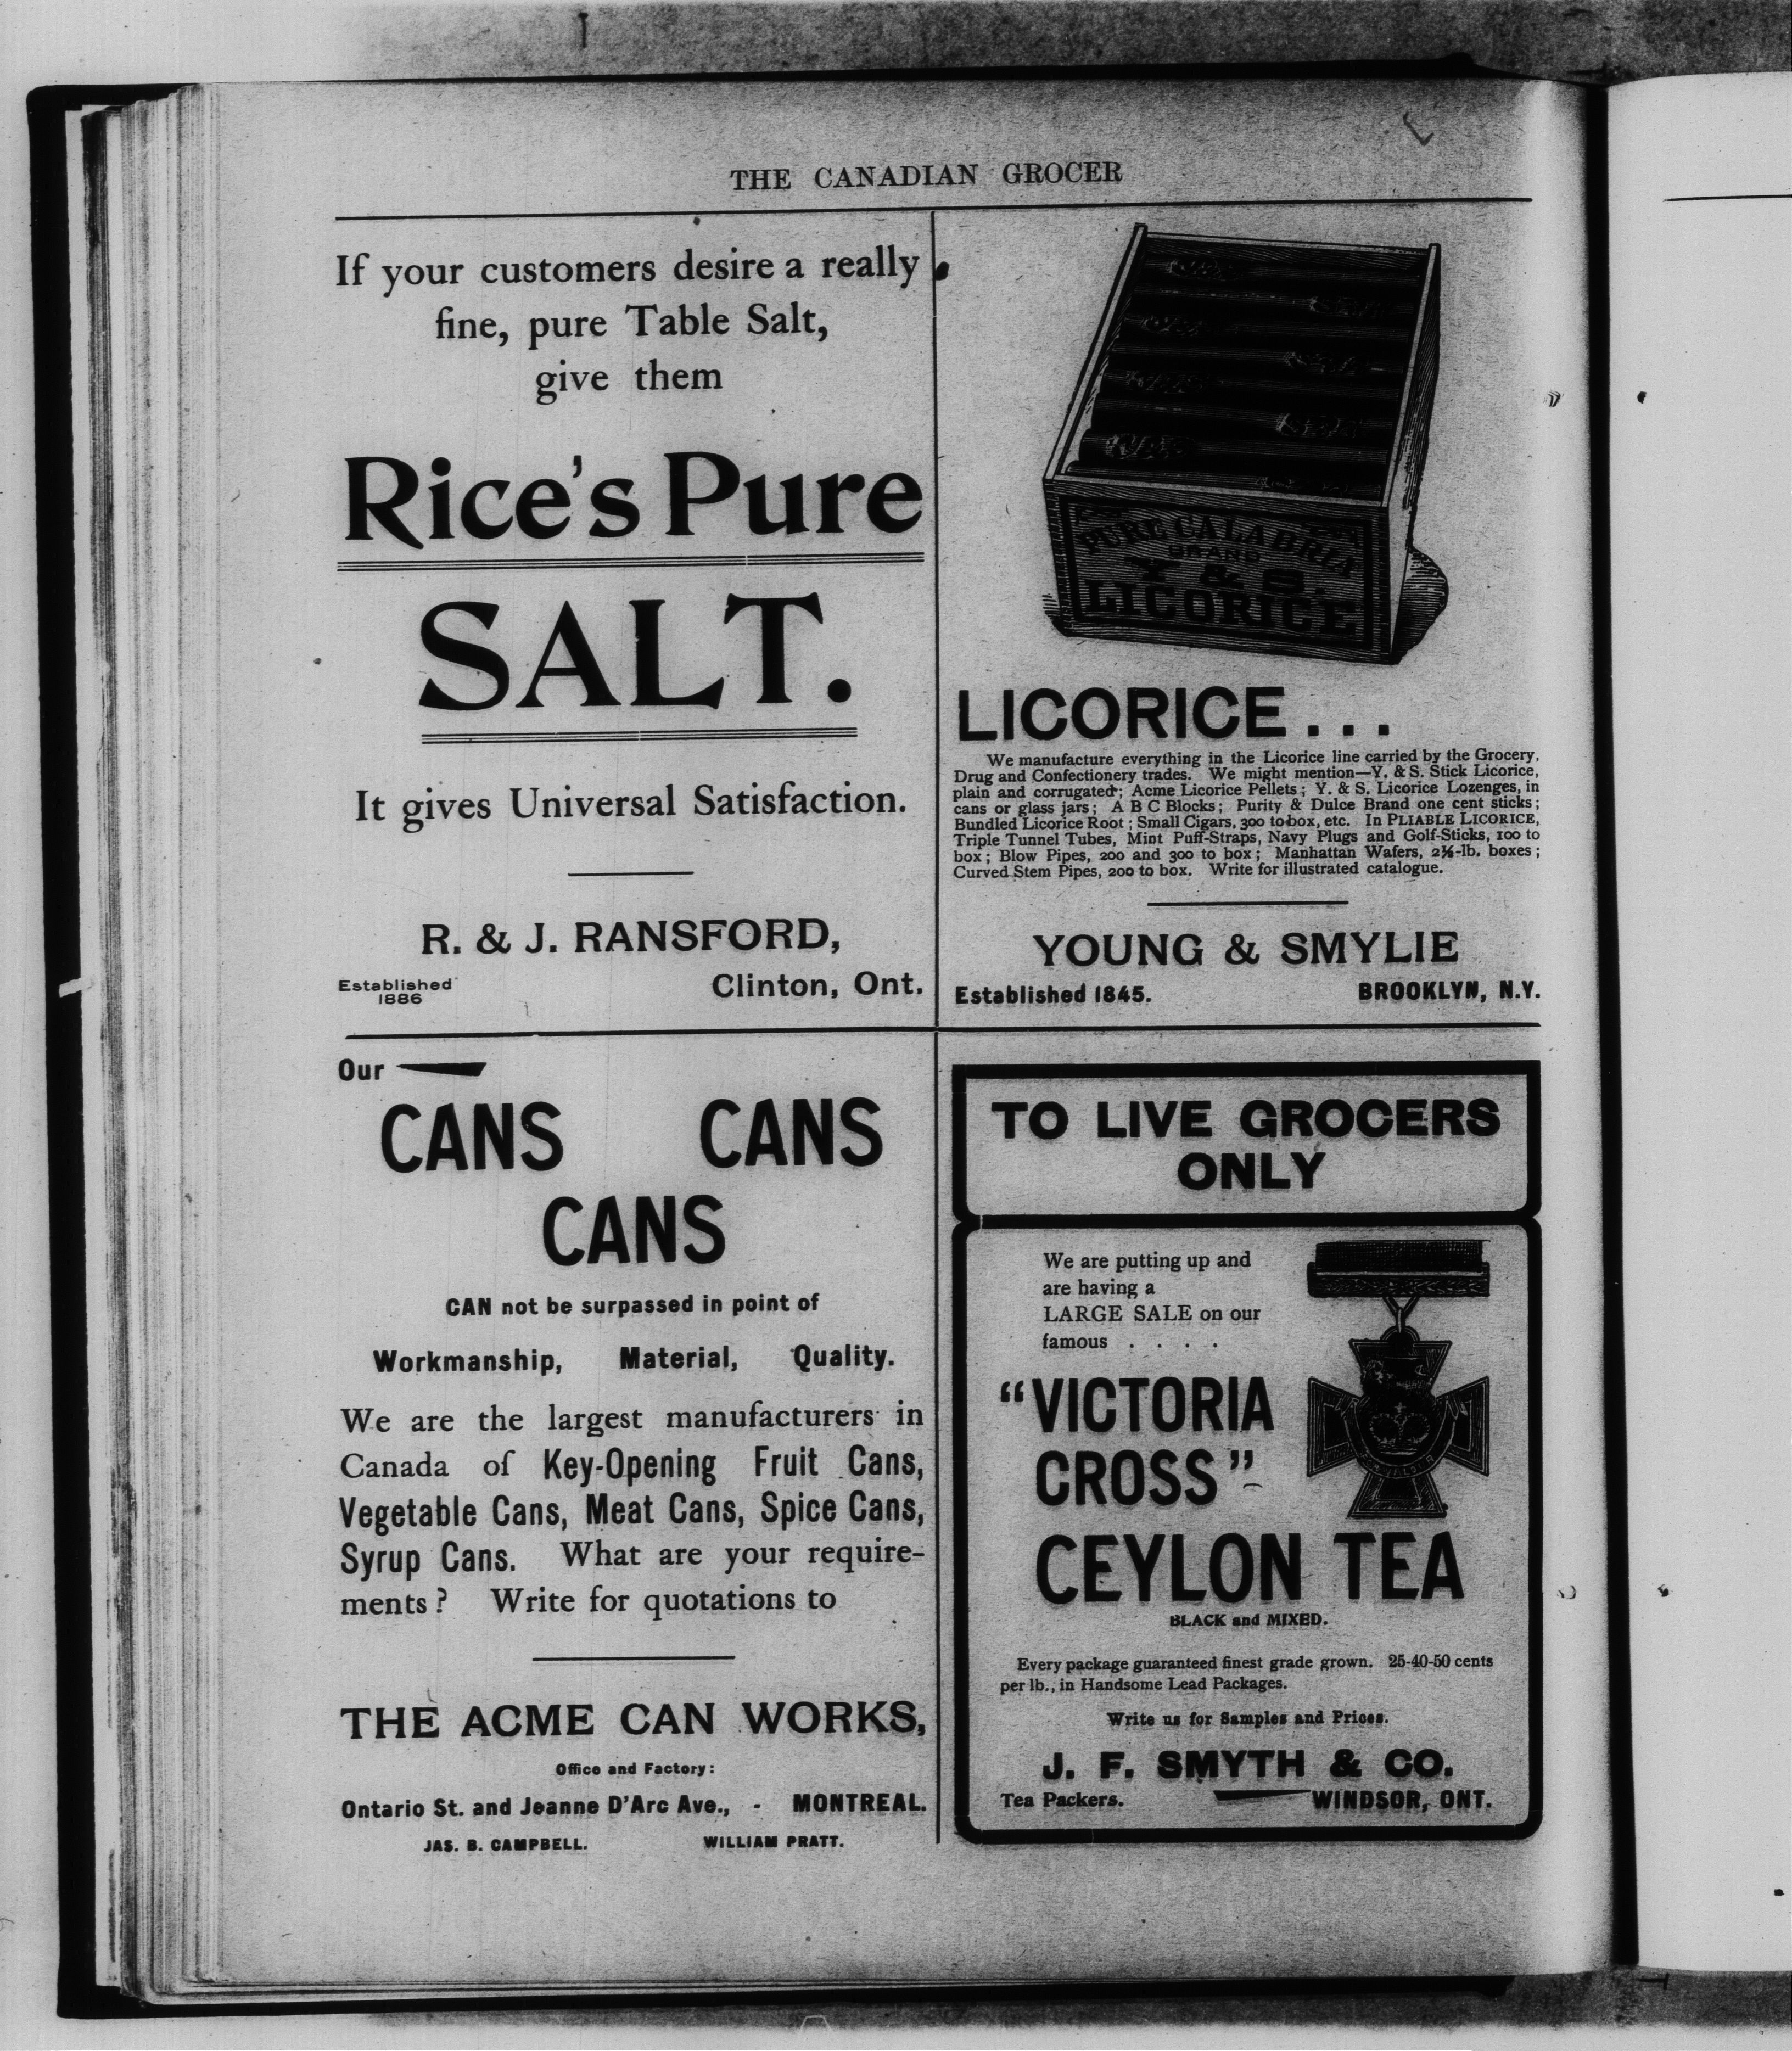 THE CANADIAN GROCER
If your customers desire a really
fine, pure Table Salt,
give them
Rice's Pure
SALT.
It gives Universal Satisfaction.
R. & J. RANSFORD,
Established
1886
Clinton, Ont.
PURE CALABRIA
BRAND
Y & S.
LICORICE
LICORICE...
We manufacture everything in the Licorice line carried by the Grocery,
Drug and Confectionery trades. We might mention—Y. & S. Stick Licorice,
plain and corrugated; Acme Licorice Pellets; Y. & S. Licorice Lozenges, in
cans or glass jars; A B C Blocks; Purity & Dulce Brand one cent sticks;
Bundled Licorice Root; Small Cigars, 300 to box, etc. In PLIABLE LICORICE,
Triple Tunnel Tubes, Mint Puff-Straps, Navy Plugs and Golf-Sticks, 100 to
box; Blow Pipes, 200 and 300 to box; Manhattan Wafers, 2½-lb. boxes;
Curved Stem Pipes, 200 to box. Write for illustrated catalogue.
YOUNG & SMYLIE
Established 1845. BROOKLYN, N.Y.
Our
CANS CANS
CANS
CAN not be surpassed in point of
Workmanship, Material, Quality.
We are the largest manufacturers in
Canada of Key-Opening Fruit Cans,
Vegetable Cans, Meat Cans, Spice Cans,
Syrup Cans. What are your require-
ments? Write for quotations to
THE ACME CAN WORKS,
Office and Factory:
Ontario St. and Jeanne D'Arc Ave., - MONTREAL.
JAS. B. CAMPBELL. WILLIAM PRATT.
TO LIVE GROCERS
ONLY
We are putting up and
are having a
LARGE SALE on our
famous . . . .
"VICTORIA
CROSS"
CEYLON TEA
BLACK and MIXED.
Every package guaranteed finest grade grown. 25-40-50 cents
per lb., in Handsome Lead Packages.
Write us for Samples and Prices.
J. F. SMYTH & CO.
Tea Packers. WINDSOR, ONT.